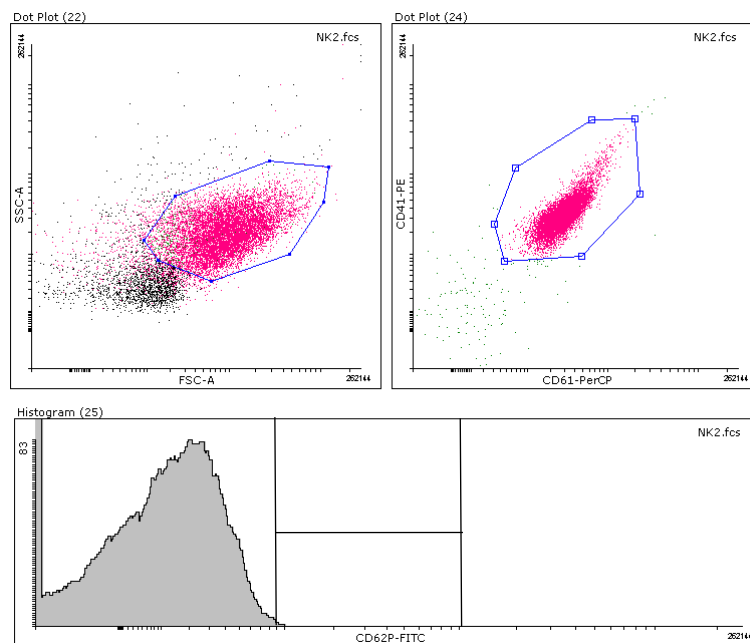 Dot Plot (22)
NK2.fcs
262144
SSC-A
FSC-A
262144
Dot Plot (24)
NK2.fcs
262144
CD41-PE
CD61-PerCP
262144
Histogram (25)
NK2.fcs
83
CD62P-FITC
262144